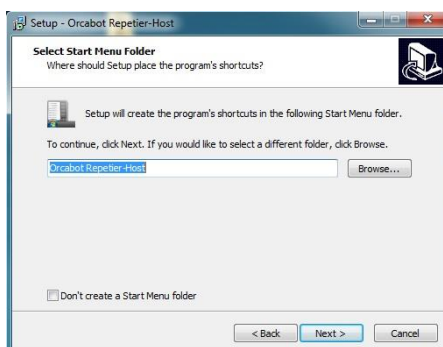 Setup - Orcabot Repetier-Host
Select Start Menu Folder
Where should Setup place the program's shortcuts?
Setup will create the program's shortcuts in the following Start Menu folder.
To continue, click Next. If you would like to select a different folder, click Browse.
Orcabot Repetier-Host
Browse...
Don't create a Start Menu folder
< Back
Next >
Cancel